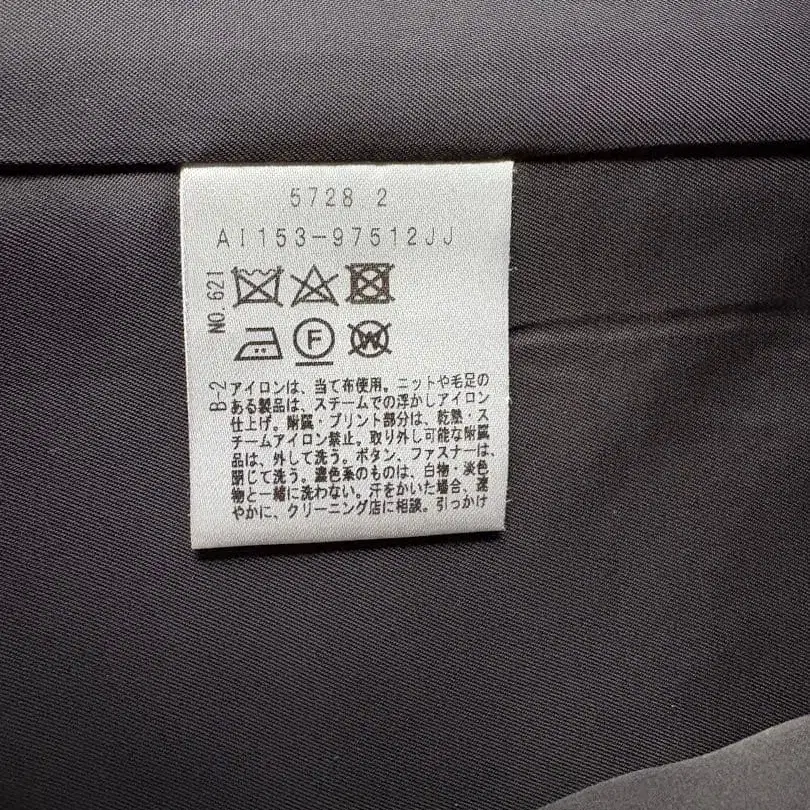 5728 2
AI153-97512JJ
NO.621
F
W
B-2
アイロンは、当て布使用。ニットや毛足の
ある製品は、スチームでの浮かしアイロン
仕上げ。附属・プリント部分は、乾熱・ス
チームアイロン禁止。取り外し可能な附属
品は、外して洗う。ボタン、ファスナーは、
閉じて洗う。濃色系のものは、白物・淡色
物と一緒に洗わない。汗をかいた場合、速
やかに、クリーニング店に相談。引っかけ